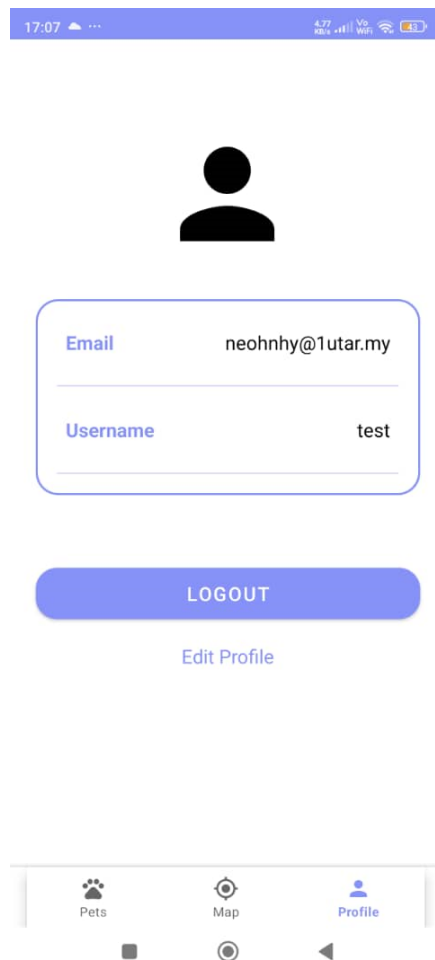 17:07 ...
4.77 KB/s Vo WiFi 43
Email neohnhy@1utar.my
Username test
LOGOUT
Edit Profile
Pets Map Profile